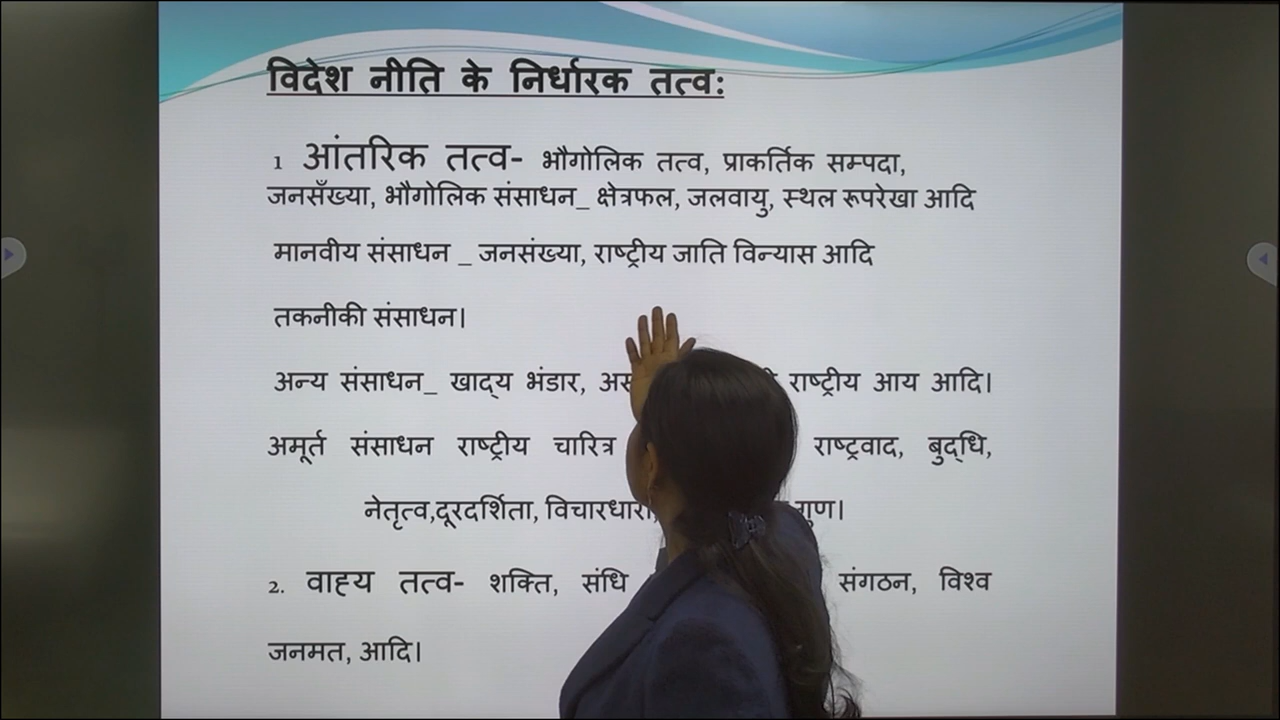 विदेश नीति के निर्धारक तत्व:
1 आंतरिक तत्व- भौगोलिक तत्व, प्राकर्तिक सम्पदा,
जनसँख्या, भौगोलिक संसाधन_ क्षेत्रफल, जलवायु, स्थल रूपरेखा आदि
मानवीय संसाधन _ जनसंख्या, राष्ट्रीय जाति विन्यास आदि
तकनीकी संसाधन।
अन्य संसाधन_ खाद्य भंडार, राष्ट्रीय आय आदि।
अमूर्त संसाधन राष्ट्रीय चारित्र राष्ट्रवाद, बुद्धि,
नेतृत्व,दूरदर्शिता, विचारधारा, गुण।
2. वाह्य तत्व- शक्ति, संधि संगठन, विश्व
जनमत, आदि।